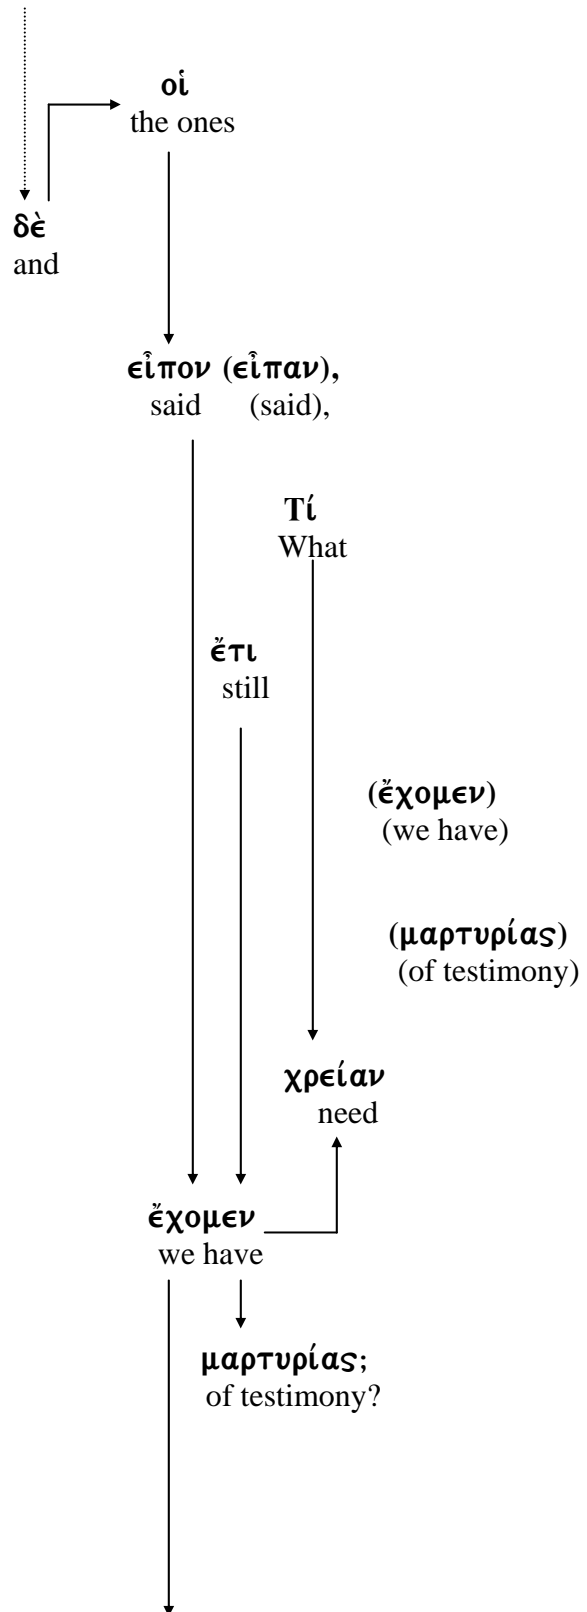 οἱ
the ones
δὲ
and
εἶπον (εἶπαν),
said (said),
Τί
What
ἔτι
still
(ἔχομεν)
(we have)
(μαρτυρίας)
(of testimony)
χρείαν
need
ἔχομεν
we have
μαρτυρίας;
of testimony?